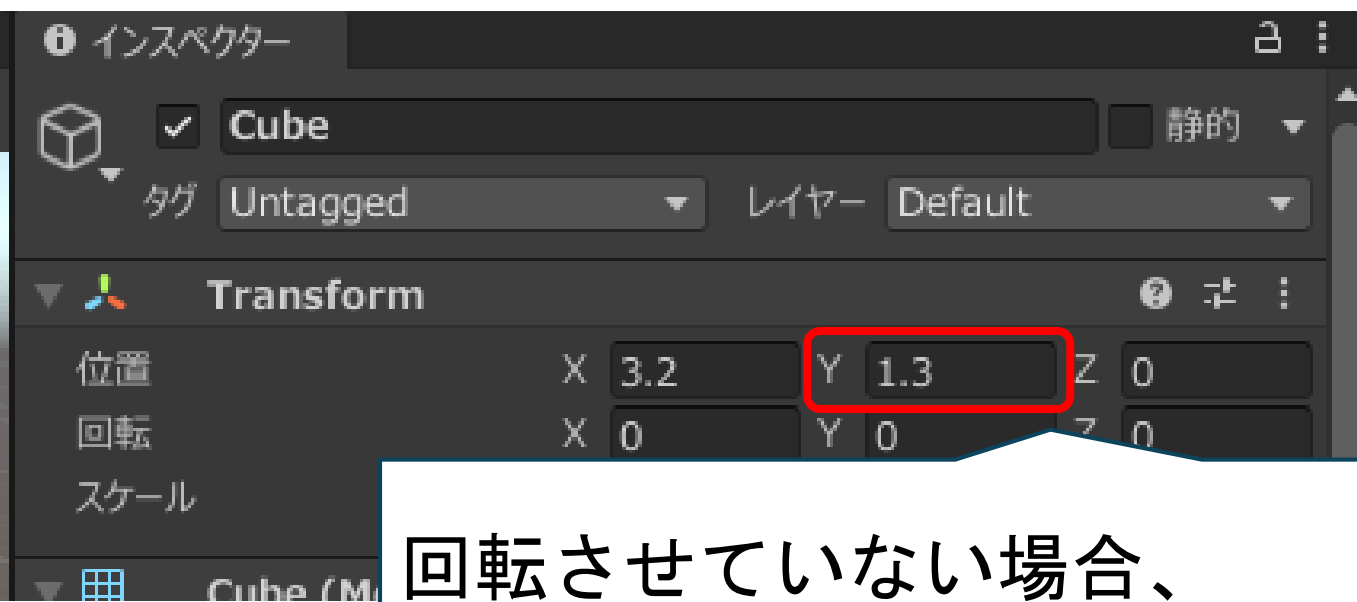 インスペクター
Cube 静的
タグ Untagged レイヤー Default
Transform
位置 X 3.2 Y 1.3 Z 0
回転 X 0 Y 0 Z 0
スケール
Cube (Me
回転させていない場合、